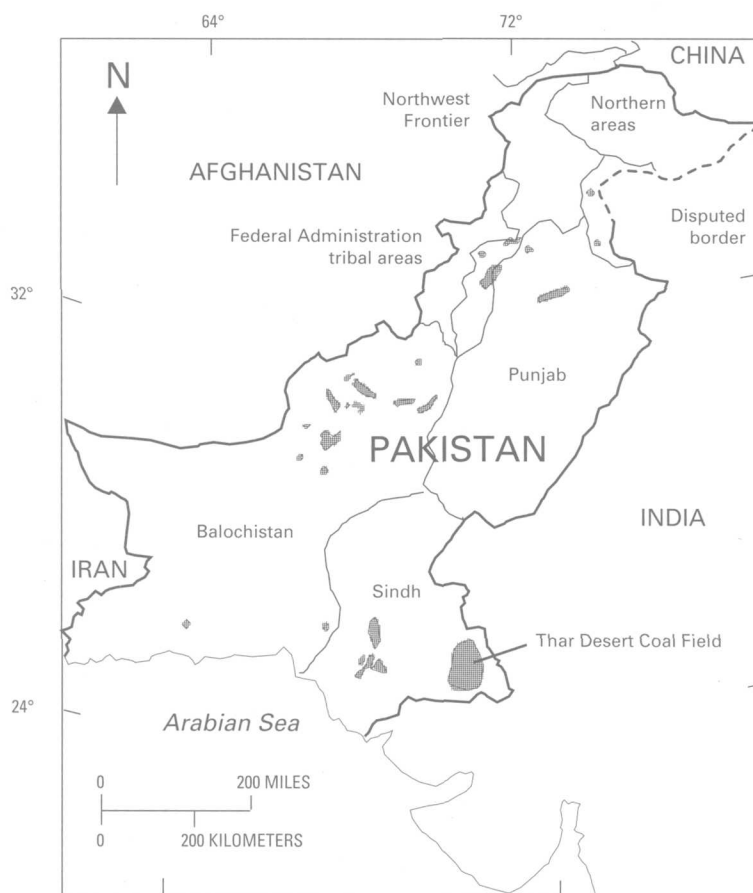 64°
72°
CHINA
N
Northwest
Frontier
Northern
areas
AFGHANISTAN
Disputed
border
Federal Administration
tribal areas
32°
Punjab
PAKISTAN
INDIA
Balochistan
IRAN
Sindh
Thar Desert Coal Field
24°
Arabian Sea
0 200 MILES
0 200 KILOMETERS